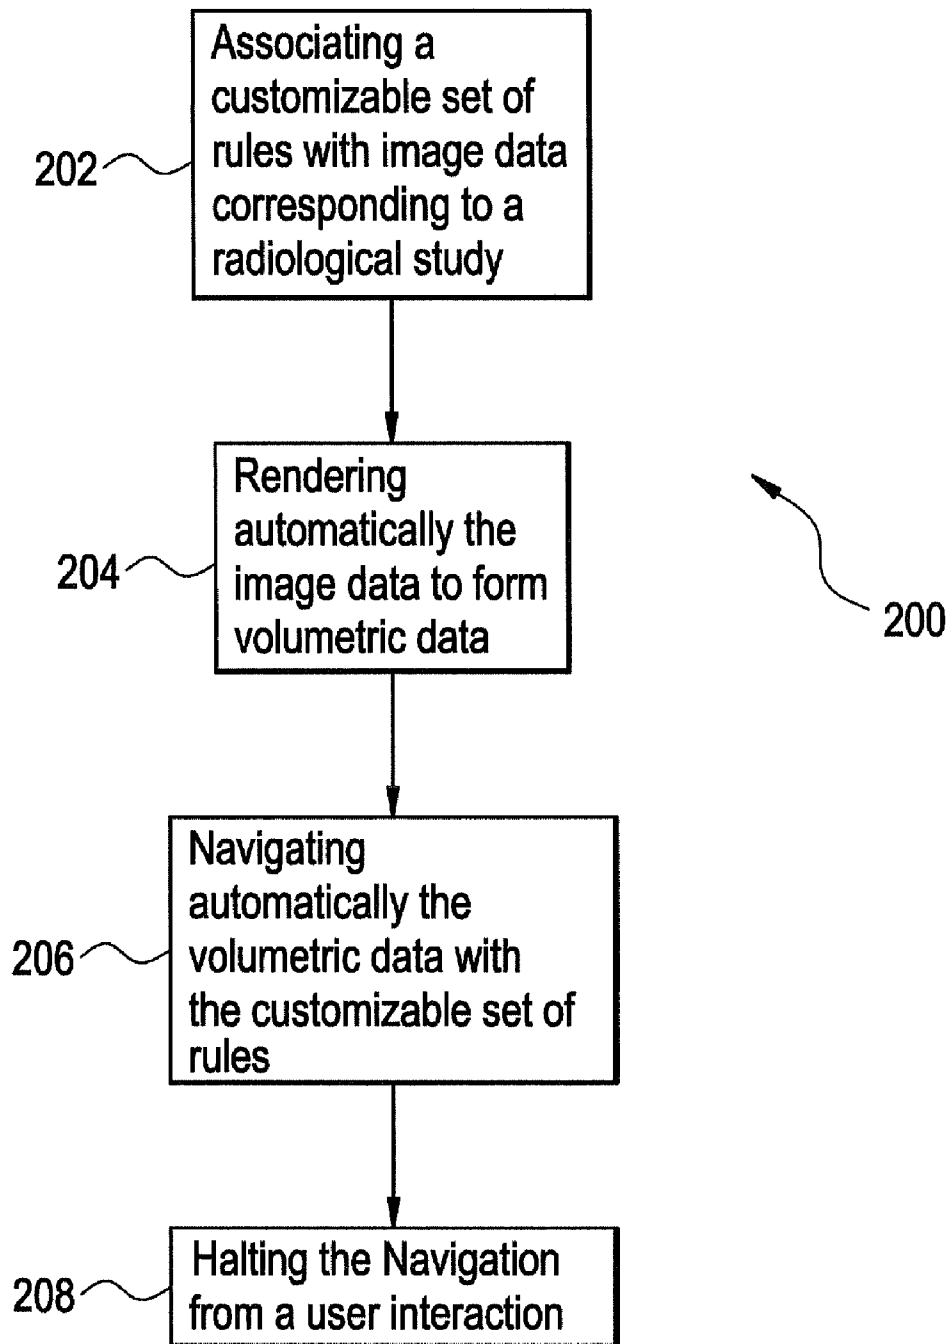 Associating a
customizable set of
rules with image data
corresponding to a
radiological study
202
Rendering
automatically the
image data to form
volumetric data
204
200
Navigating
automatically the
volumetric data with
the customizable set of
rules
206
Halting the Navigation
from a user interaction
208